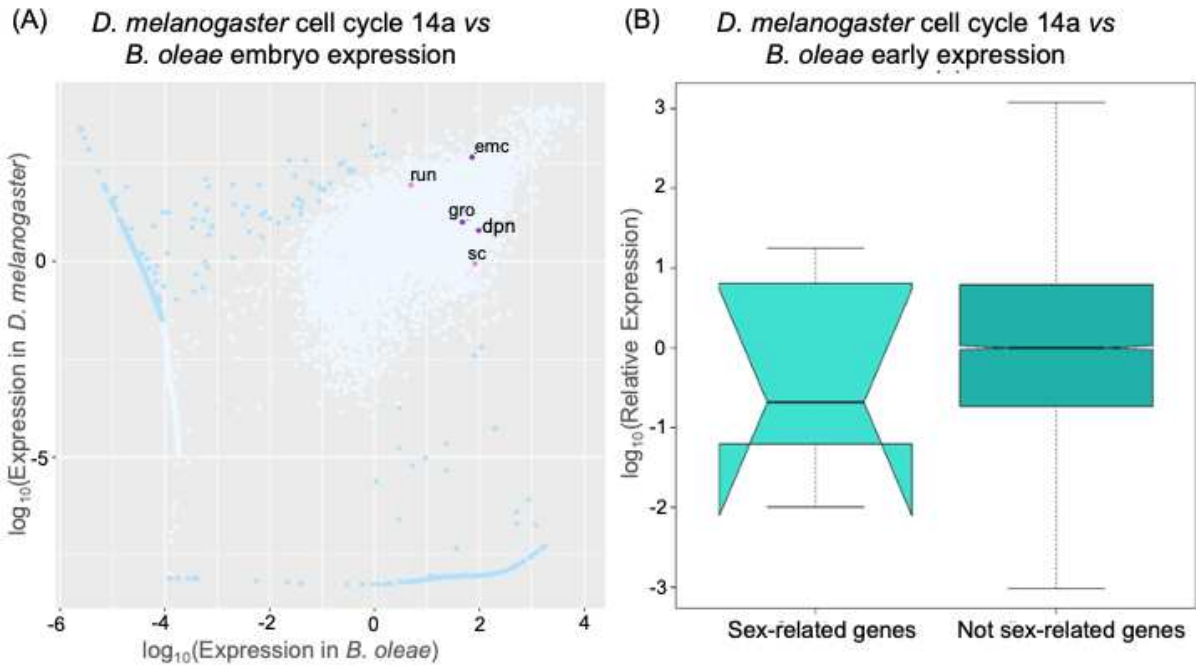 (A) D. melanogaster cell cycle 14a vs
B. oleae embryo expression
log10(Expression in D. melanogaster)
0
-5
emc
run
gro
dpn
sc
-6 -4 -2 0 2 4
log10(Expression in B. oleae)
(B) D. melanogaster cell cycle 14a vs
B. oleae early expression
log10(Relative Expression)
3
2
1
0
-1
-2
-3
Sex-related genes Not sex-related genes